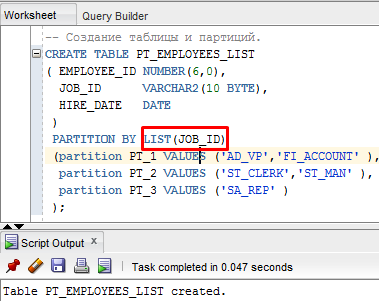 Worksheet Query Builder
-- Создание таблицы и партиций.
CREATE TABLE PT_EMPLOYEES_LIST
( EMPLOYEE_ID NUMBER(6,0),
JOB_ID VARCHAR2(10 BYTE),
HIRE_DATE DATE
)
PARTITION BY LIST(JOB_ID)
(partition PT_1 VALUES ('AD_VP','FI_ACCOUNT' ),
partition PT_2 VALUES ('ST_CLERK','ST_MAN' ),
partition PT_3 VALUES ('SA_REP' )
);
Script Output x
Task completed in 0.047 seconds
Table PT_EMPLOYEES_LIST created.